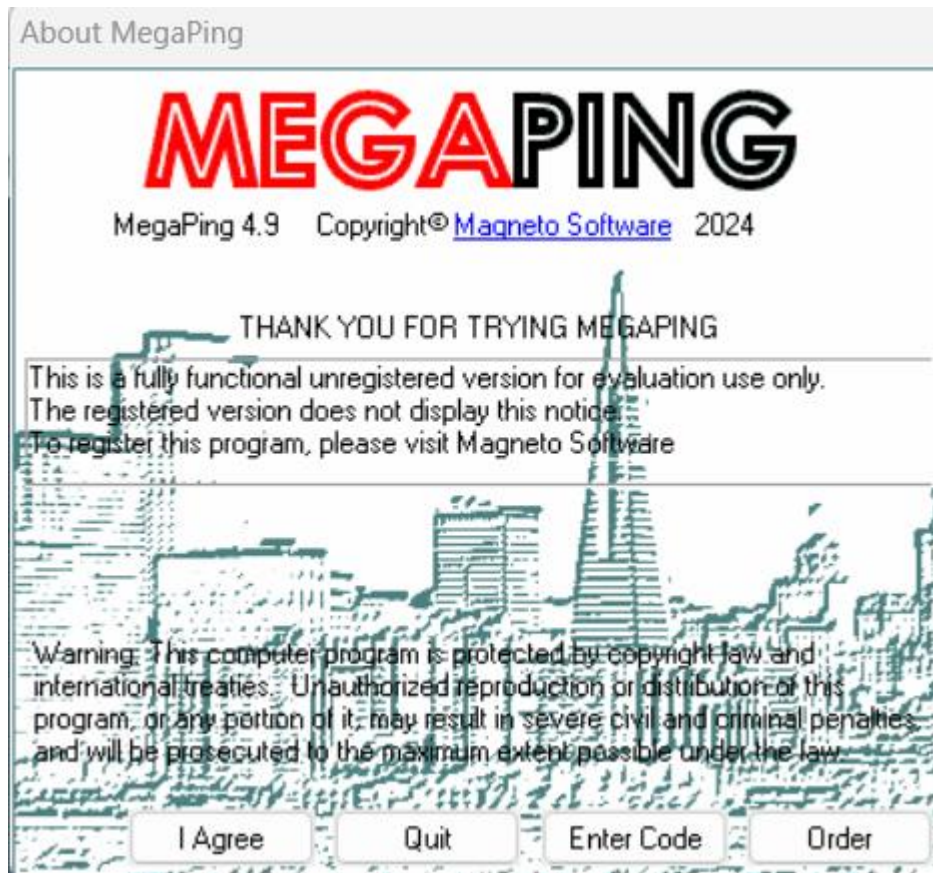 About MegaPing
MEGAPING
MegaPing 4.9 Copyright© Magneto Software 2024
THANK YOU FOR TRYING MEGAPING
This is a fully functional unregistered version for evaluation use only.
The registered version does not display this notice.
To register this program, please visit Magneto Software
Warning: This computer program is protected by copyright law and
international treaties. Unauthorized reproduction or distribution of this
program, or any portion of it, may result in severe civil and criminal penalties
and will be prosecuted to the maximum extent possible under the law.
I Agree Quit Enter Code Order